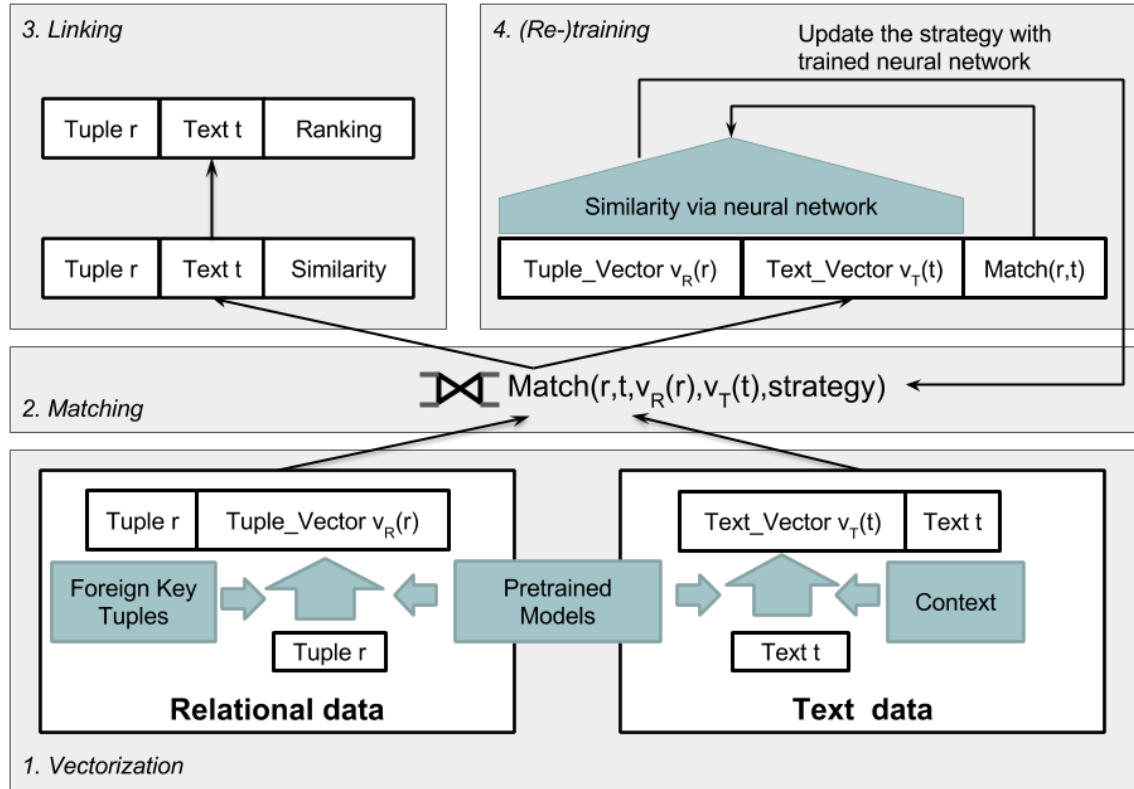 3. Linking
Tuple r Text t Ranking
Tuple r Text t Similarity
4. (Re-)training
Update the strategy with
trained neural network
Similarity via neural network
Tuple_Vector v_R(r) Text_Vector v_T(t) Match(r,t)
Match(r,t,v_R(r),v_T(t),strategy)
2. Matching
Tuple r Tuple_Vector v_R(r)
Foreign Key
Tuples
Tuple r
Relational data
Pretrained
Models
Text_Vector v_T(t) Text t
Context
Text t
Text data
1. Vectorization